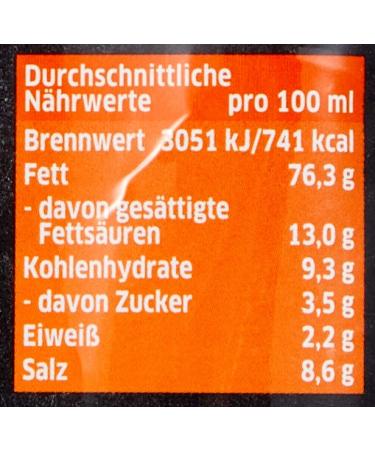 Durchschnittliche
Nährwerte pro 100 ml
Brennwert 3051 kJ/741 kcal
Fett 76,3 g
- davon gesättigte
Fettsäuren 13,0 g
Kohlenhydrate 9,3 g
- davon Zucker 3,5 g
Eiweiß 2,2 g
Salz 8,6 g